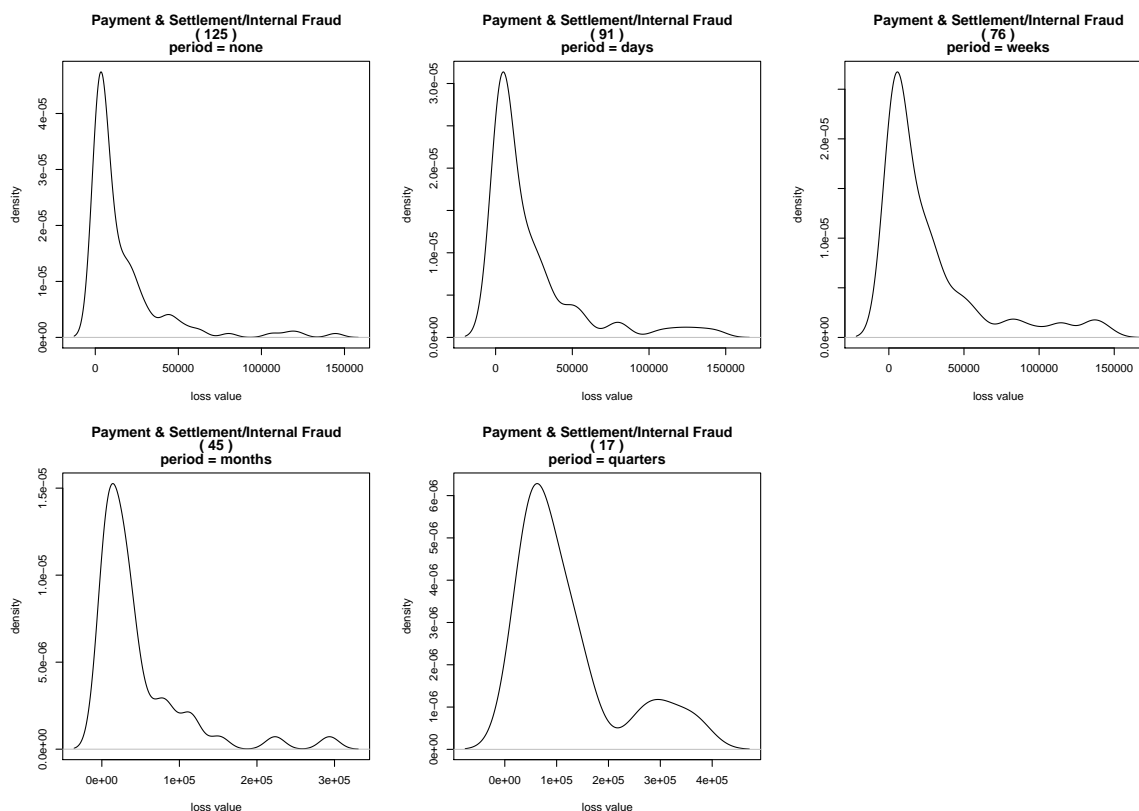 Payment & Settlement/Internal Fraud
( 125 )
period = none
density
0e+00
1e-05
2e-05
3e-05
4e-05
0
50000
100000
150000
loss value
Payment & Settlement/Internal Fraud
( 91 )
period = days
density
0.0e+00
1.0e-05
2.0e-05
3.0e-05
0
50000
100000
150000
loss value
Payment & Settlement/Internal Fraud
( 76 )
period = weeks
density
0.0e+00
1.0e-05
2.0e-05
0
50000
100000
150000
loss value
Payment & Settlement/Internal Fraud
( 45 )
period = months
density
0.0e+00
5.0e-06
1.0e-05
1.5e-05
0e+00
1e+05
2e+05
3e+05
loss value
Payment & Settlement/Internal Fraud
( 17 )
period = quarters
density
0e+00
1e-06
2e-06
3e-06
4e-06
5e-06
6e-06
0e+00
1e+05
2e+05
3e+05
4e+05
loss value